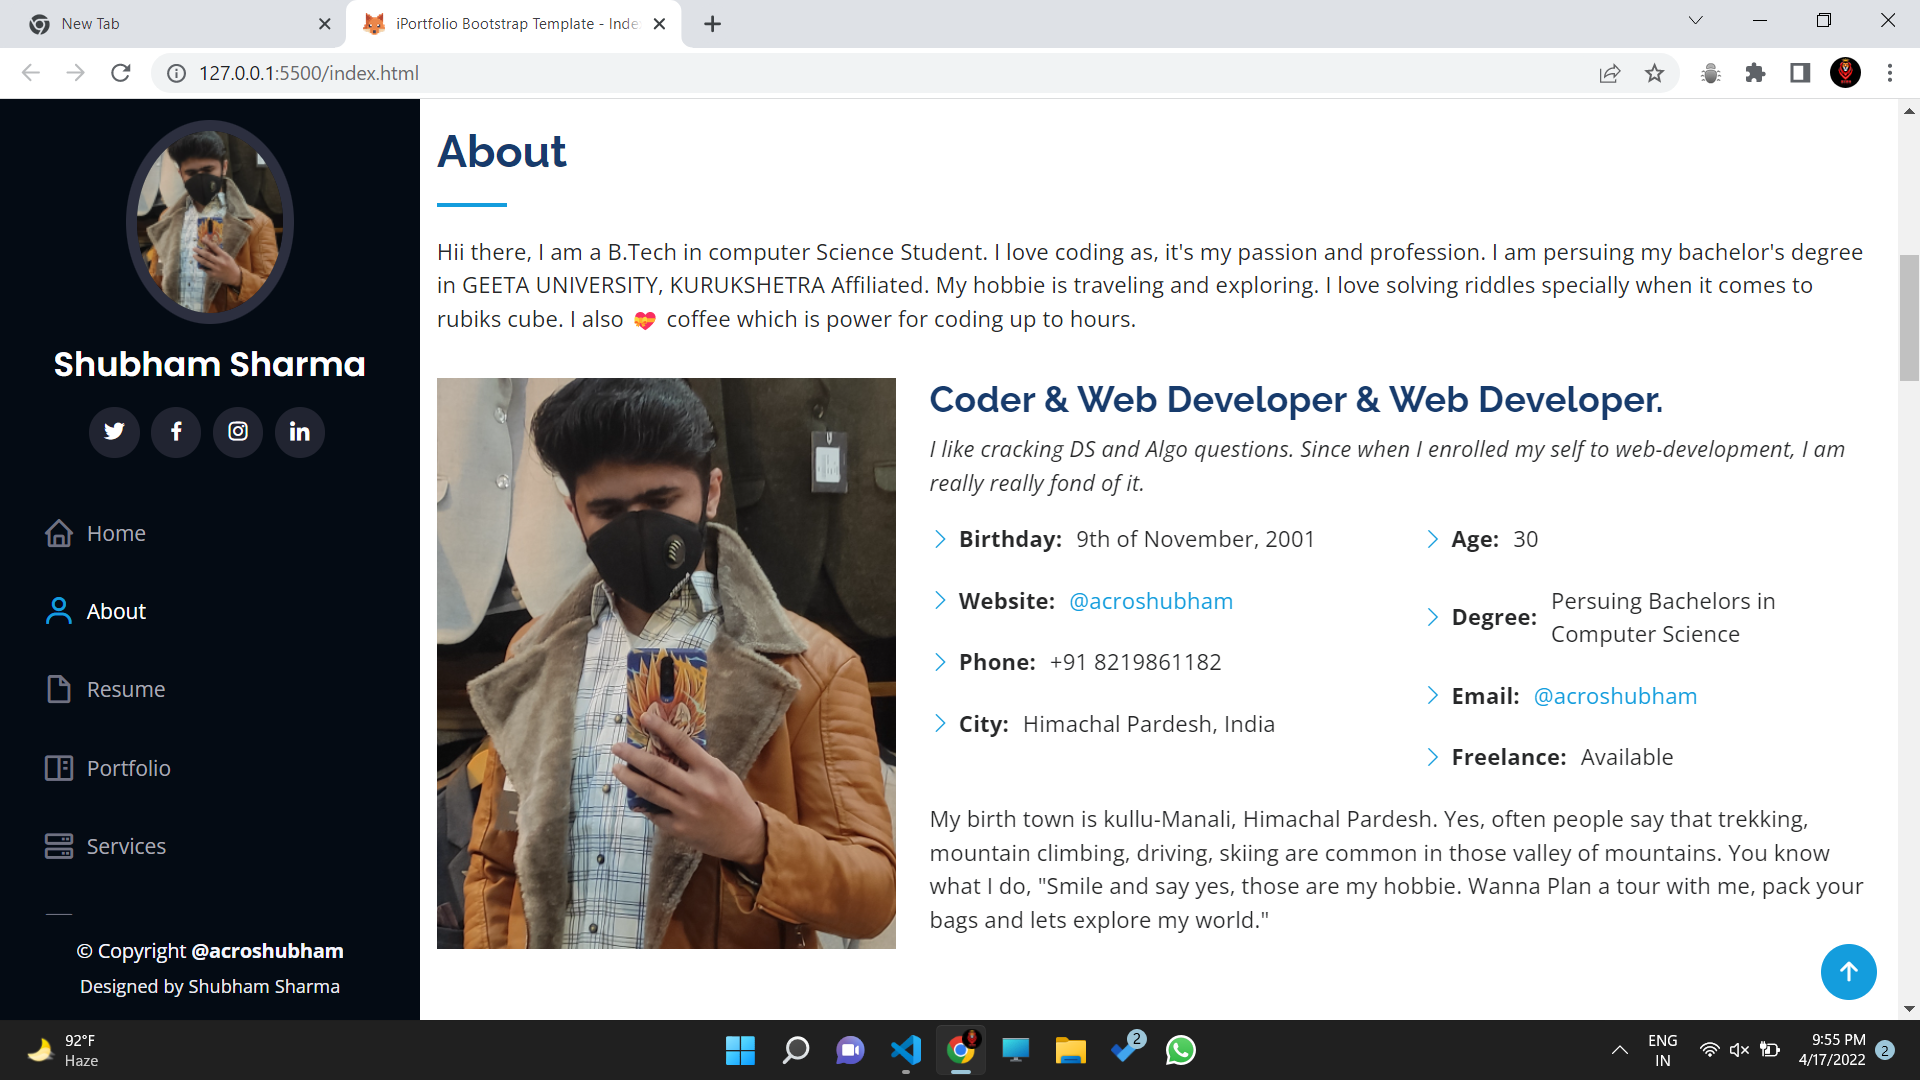 New Tab
iPortfolio Bootstrap Template - Inde
127.0.0.1:5500/index.html
Shubham Sharma
Home
About
Resume
Portfolio
Services
© Copyright @acroshubham
Designed by Shubham Sharma
About
Hii there, I am a B.Tech in computer Science Student. I love coding as, it's my passion and profession. I am persuing my bachelor's degree
in GEETA UNIVERSITY, KURUKSHETRA Affiliated. My hobbie is traveling and exploring. I love solving riddles specially when it comes to
rubiks cube. I also 💝 coffee which is power for coding up to hours.
Coder & Web Developer & Web Developer.
I like cracking DS and Algo questions. Since when I enrolled my self to web-development, I am
really really fond of it.
Birthday: 9th of November, 2001
Website: @acroshubham
Phone: +91 8219861182
City: Himachal Pardesh, India
Age: 30
Degree: Persuing Bachelors in
Computer Science
Email: @acroshubham
Freelance: Available
My birth town is kullu-Manali, Himachal Pardesh. Yes, often people say that trekking,
mountain climbing, driving, skiing are common in those valley of mountains. You know
what I do, "Smile and say yes, those are my hobbie. Wanna Plan a tour with me, pack your
bags and lets explore my world."
92°F
Haze
2
ENG
IN
9:55 PM
4/17/2022
2